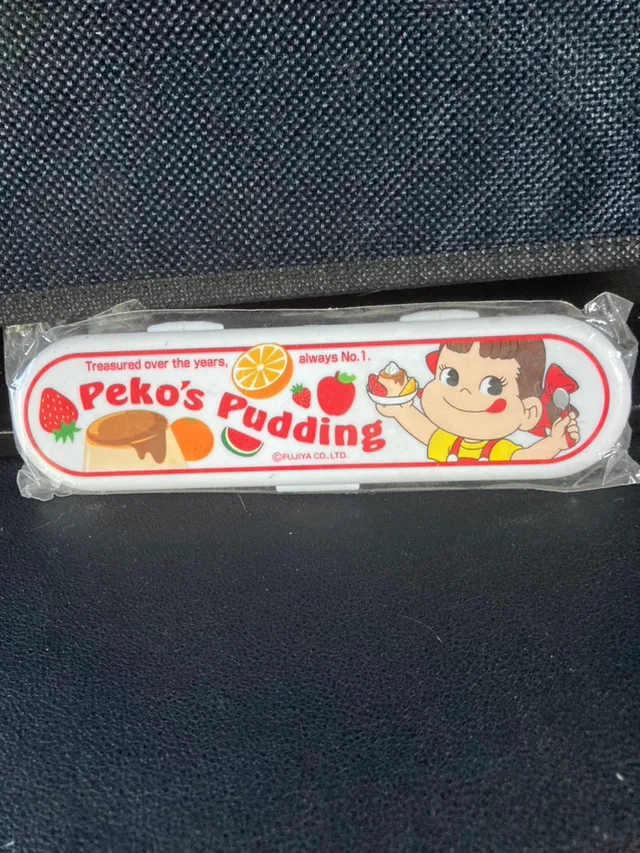 Treasured over the years, always No.1.
Peko's Pudding
©FUJIYA CO.,LTD.